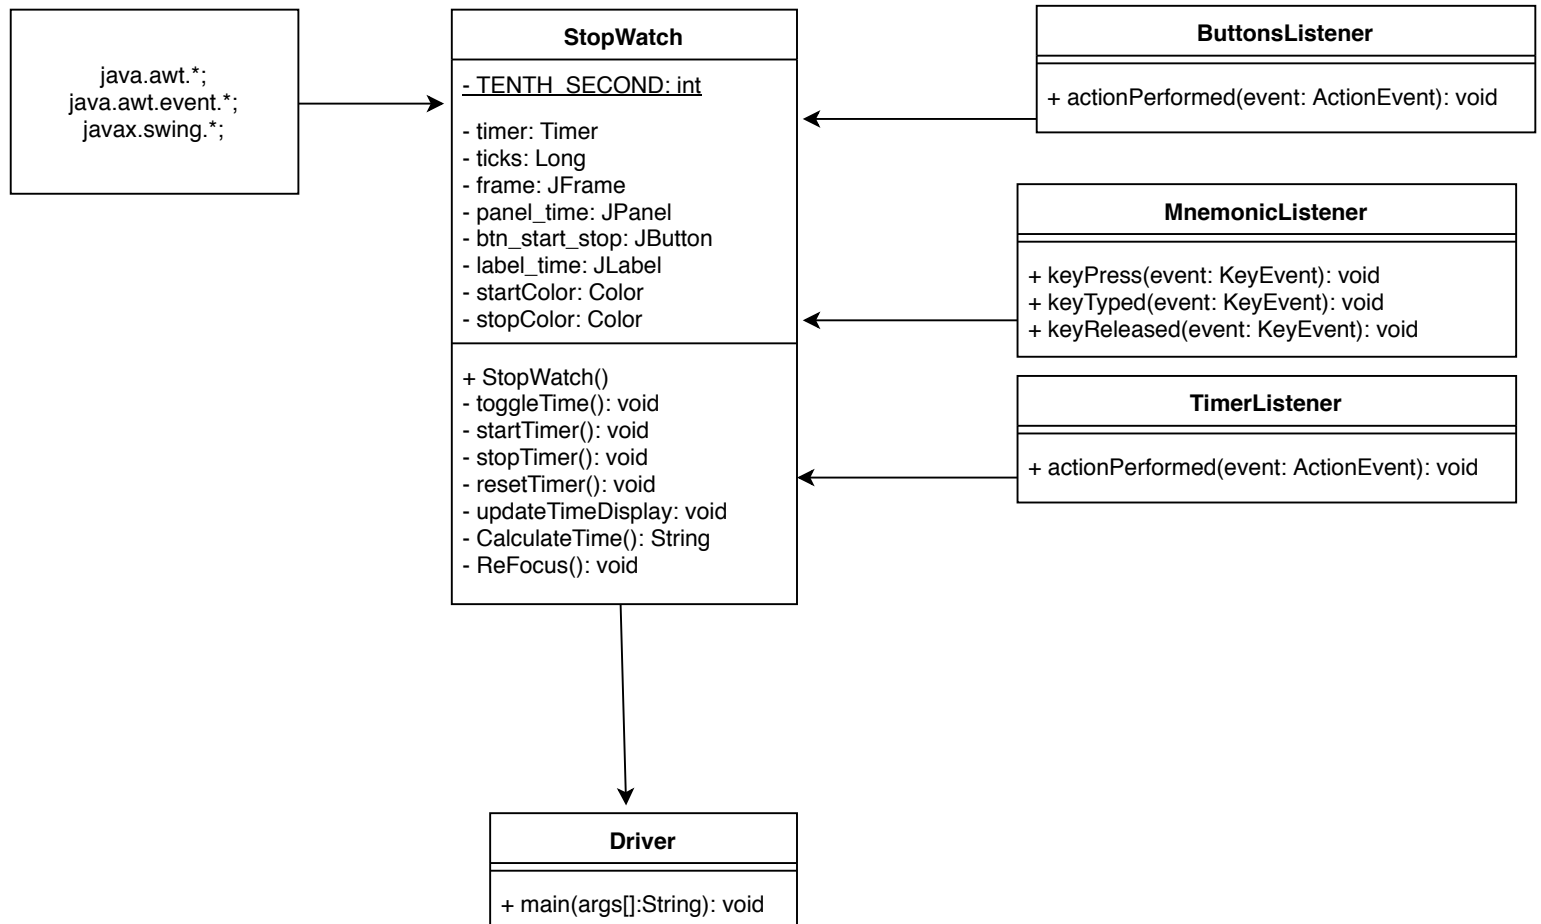 java.awt.*;
java.awt.event.*;
javax.swing.*;
StopWatch
- TENTH_SECOND: int
- timer: Timer
- ticks: Long
- frame: JFrame
- panel_time: JPanel
- btn_start_stop: JButton
- label_time: JLabel
- startColor: Color
- stopColor: Color
+ StopWatch()
- toggleTime(): void
- startTimer(): void
- stopTimer(): void
- resetTimer(): void
- updateTimeDisplay: void
- CalculateTime(): String
- ReFocus(): void
ButtonsListener
+ actionPerformed(event: ActionEvent): void
MnemonicListener
+ keyPress(event: KeyEvent): void
+ keyTyped(event: KeyEvent): void
+ keyReleased(event: KeyEvent): void
TimerListener
+ actionPerformed(event: ActionEvent): void
Driver
+ main(args[]:String): void